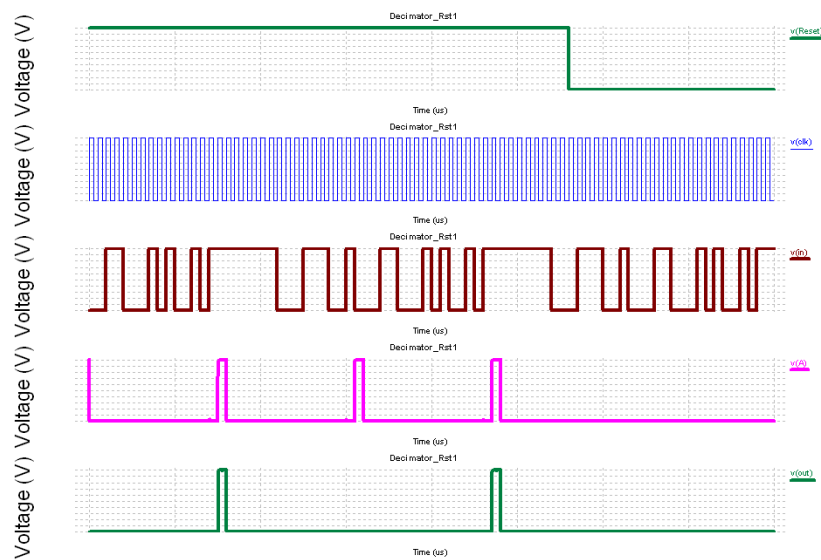 Decimator_Rst1
Voltage (V)
v(Reset)
Time (us)
Decimator_Rst1
Voltage (V)
v(clk)
Time (us)
Decimator_Rst1
Voltage (V)
v(in)
Time (us)
Decimator_Rst1
Voltage (V)
v(A)
Time (us)
Decimator_Rst1
Voltage (V)
v(out)
Time (us)